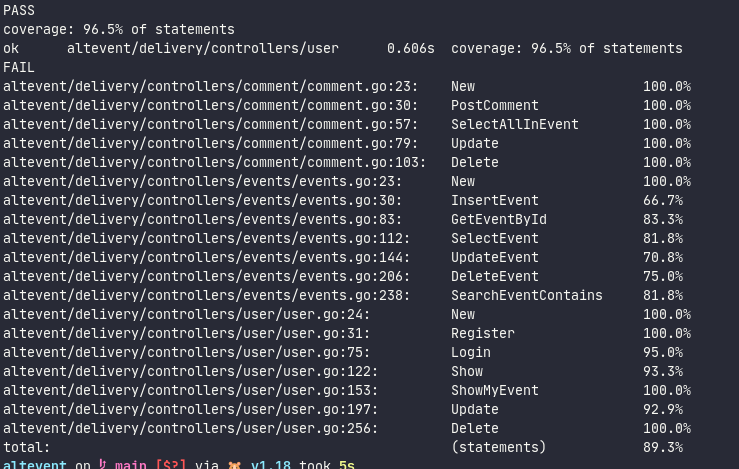 PASS
coverage: 96.5% of statements
ok      altevent/delivery/controllers/user      0.606s  coverage: 96.5% of statements
FAIL
altevent/delivery/controllers/comment/comment.go:23:    New                     100.0%
altevent/delivery/controllers/comment/comment.go:30:    PostComment             100.0%
altevent/delivery/controllers/comment/comment.go:57:    SelectAllInEvent        100.0%
altevent/delivery/controllers/comment/comment.go:79:    Update                  100.0%
altevent/delivery/controllers/comment/comment.go:103:   Delete                  100.0%
altevent/delivery/controllers/events/events.go:23:      New                     100.0%
altevent/delivery/controllers/events/events.go:30:      InsertEvent             66.7%
altevent/delivery/controllers/events/events.go:83:      GetEventById            83.3%
altevent/delivery/controllers/events/events.go:112:     SelectEvent             81.8%
altevent/delivery/controllers/events/events.go:144:     UpdateEvent             70.8%
altevent/delivery/controllers/events/events.go:206:     DeleteEvent             75.0%
altevent/delivery/controllers/events/events.go:238:     SearchEventContains     81.8%
altevent/delivery/controllers/user/user.go:24:          New                     100.0%
altevent/delivery/controllers/user/user.go:31:          Register                100.0%
altevent/delivery/controllers/user/user.go:75:          Login                   95.0%
altevent/delivery/controllers/user/user.go:122:         Show                    93.3%
altevent/delivery/controllers/user/user.go:153:         ShowMyEvent             100.0%
altevent/delivery/controllers/user/user.go:197:         Update                  92.9%
altevent/delivery/controllers/user/user.go:256:         Delete                  100.0%
total:                                                  (statements)            89.3%
altevent on main [$?] via v1.18 took 5s